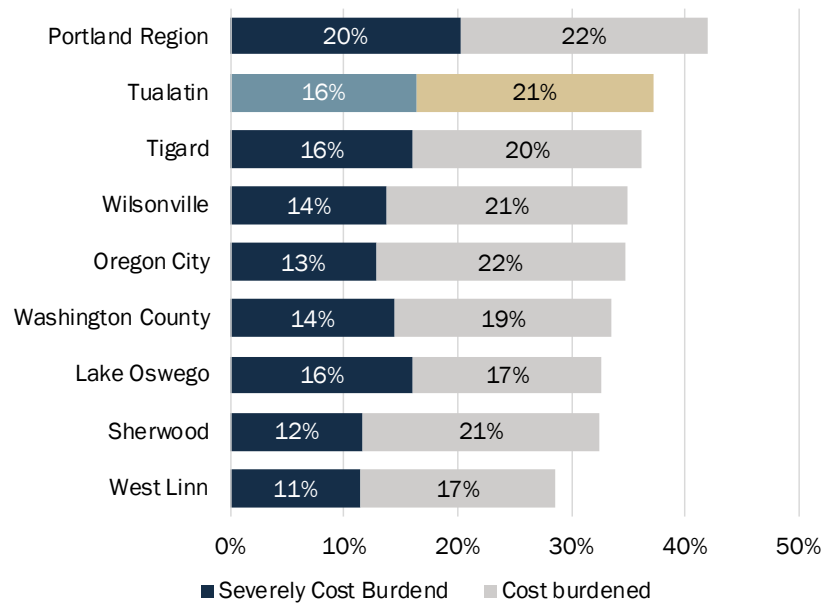 Portland Region 20% 22%
Tualatin 16% 21%
Tigard 16% 20%
Wilsonville 14% 21%
Oregon City 13% 22%
Washington County 14% 19%
Lake Oswego 16% 17%
Sherwood 12% 21%
West Linn 11% 17%
0% 10% 20% 30% 40% 50%
Severely Cost Burdend Cost burdened